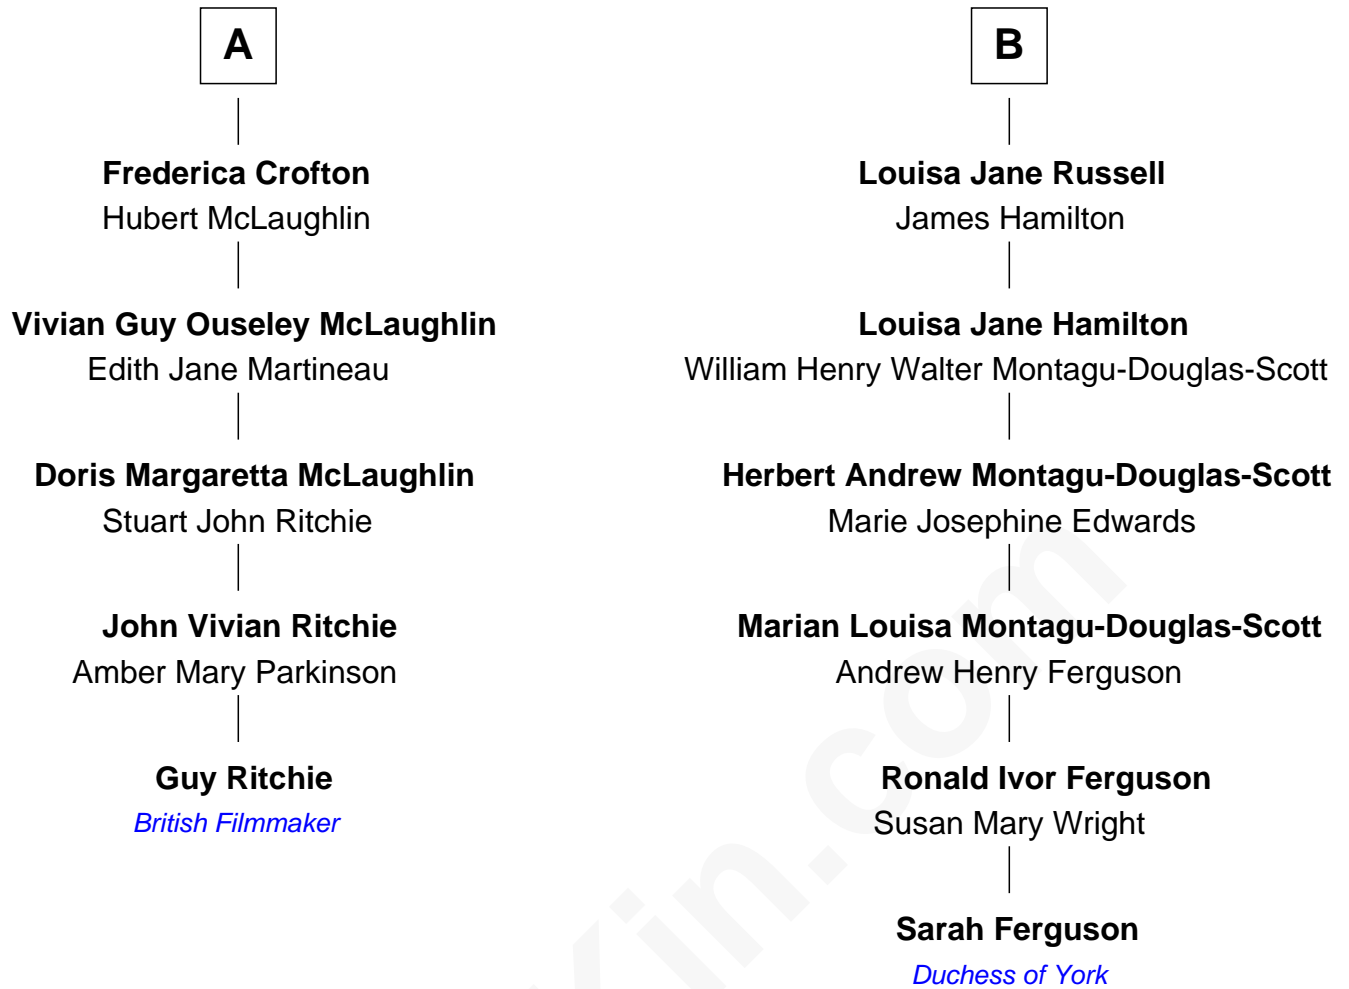 A
Frederica Crofton
Hubert McLaughlin
Vivian Guy Ouseley McLaughlin
Edith Jane Martineau
Doris Margaretta McLaughlin
Stuart John Ritchie
John Vivian Ritchie
Amber Mary Parkinson
Guy Ritchie
British Filmmaker
B
Louisa Jane Russell
James Hamilton
Louisa Jane Hamilton
William Henry Walter Montagu-Douglas-Scott
Herbert Andrew Montagu-Douglas-Scott
Marie Josephine Edwards
Marian Louisa Montagu-Douglas-Scott
Andrew Henry Ferguson
Ronald Ivor Ferguson
Susan Mary Wright
Sarah Ferguson
Duchess of York
Kin.com